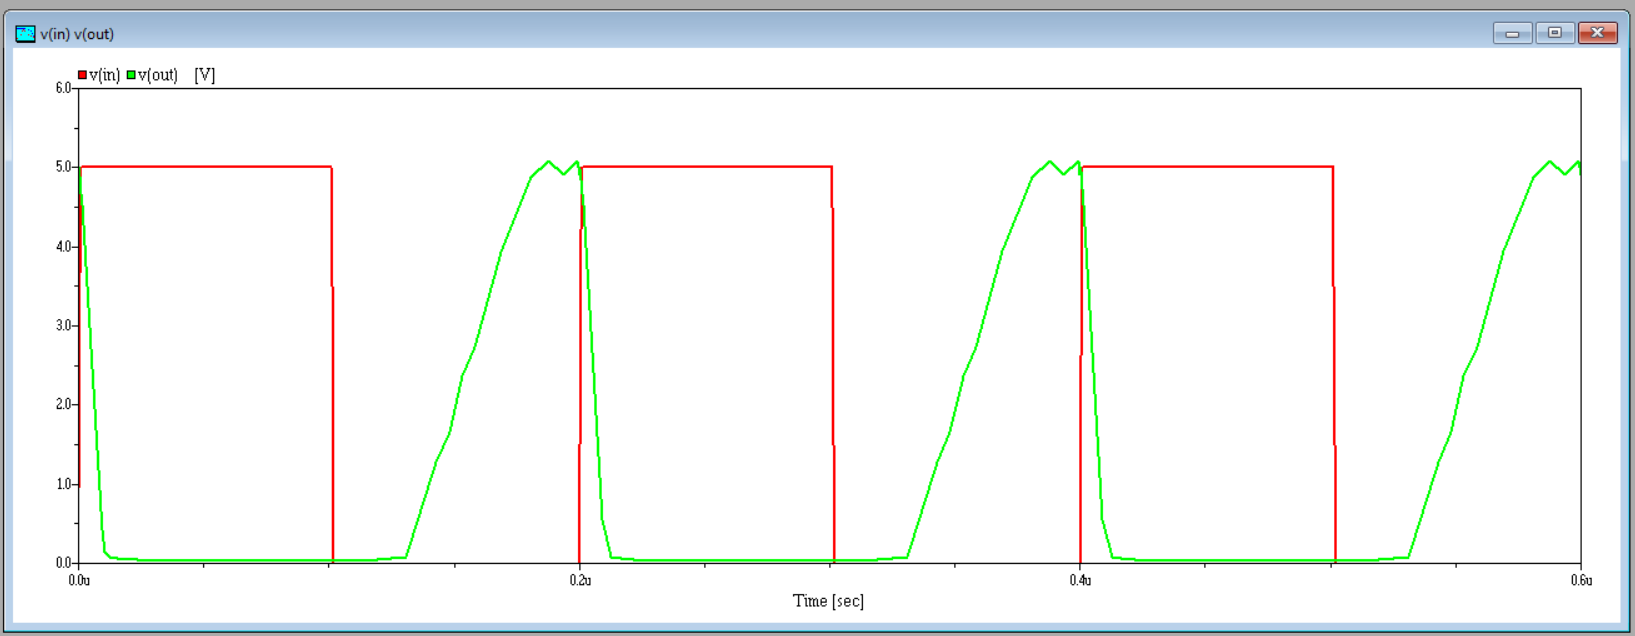 v(in) v(out)
v(in) v(out) [V]
6.0
5.0
4.0
3.0
2.0
1.0
0.0
0.0u 0.2u 0.4u 0.6u
Time [sec]